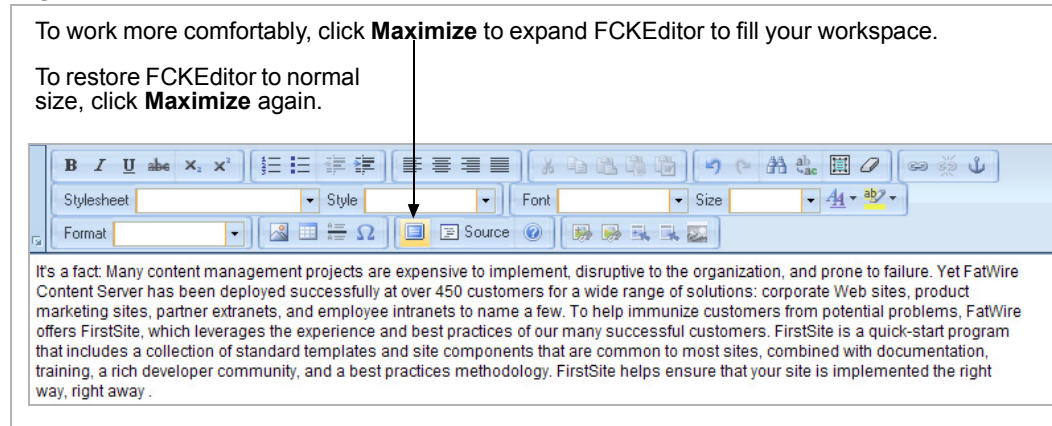 To work more comfortably, click Maximize to expand FCKEditor to fill your workspace.
To restore FCKEditor to normal
size, click Maximize again.
B I U abc X₂ X² ab ac
Stylesheet Style Font Size A ab
Format Ω Source ?
It's a fact: Many content management projects are expensive to implement, disruptive to the organization, and prone to failure. Yet FatWire
Content Server has been deployed successfully at over 450 customers for a wide range of solutions: corporate Web sites, product
marketing sites, partner extranets, and employee intranets to name a few. To help immunize customers from potential problems, FatWire
offers FirstSite, which leverages the experience and best practices of our many successful customers. FirstSite is a quick-start program
that includes a collection of standard templates and site components that are common to most sites, combined with documentation,
training, a rich developer community, and a best practices methodology. FirstSite helps ensure that your site is implemented the right
way, right away .